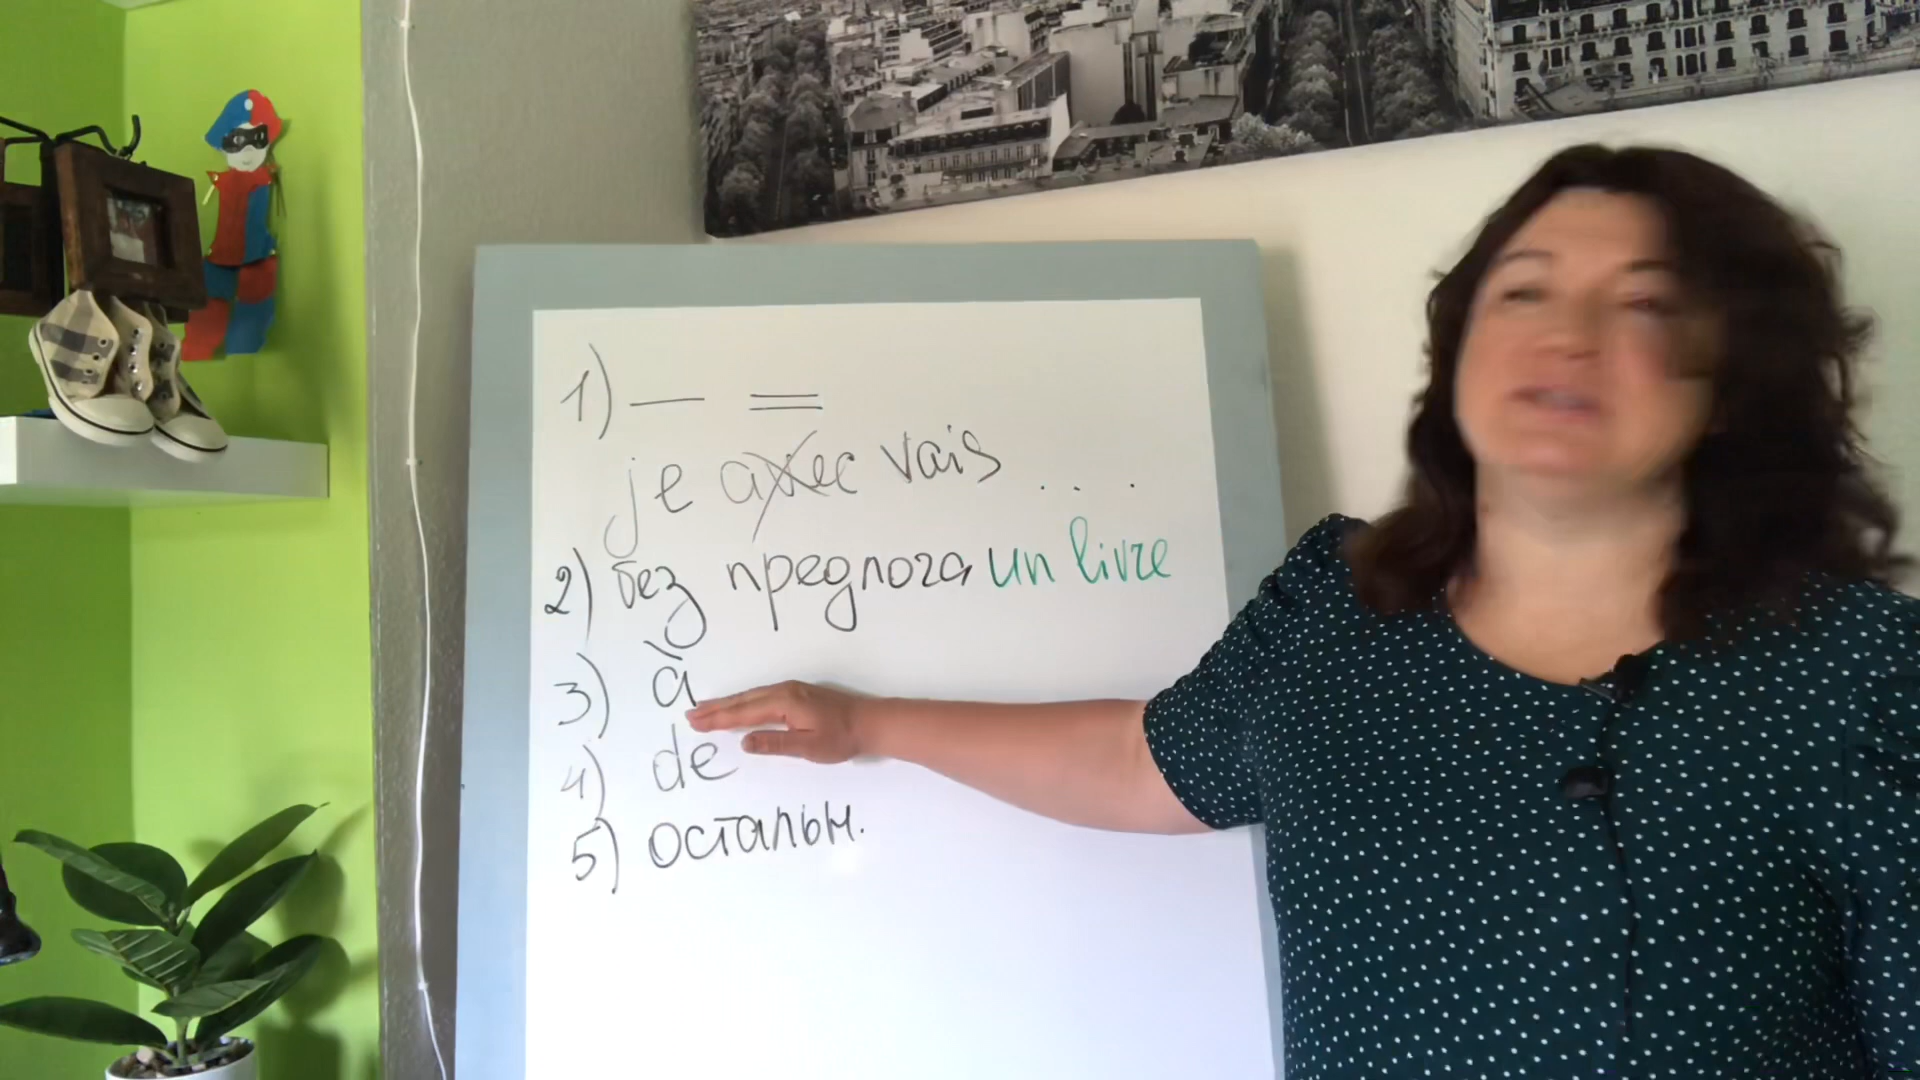 1) — =
je avec vais ...
2) без предлога un livre
3) à
4) de
5) остальн.